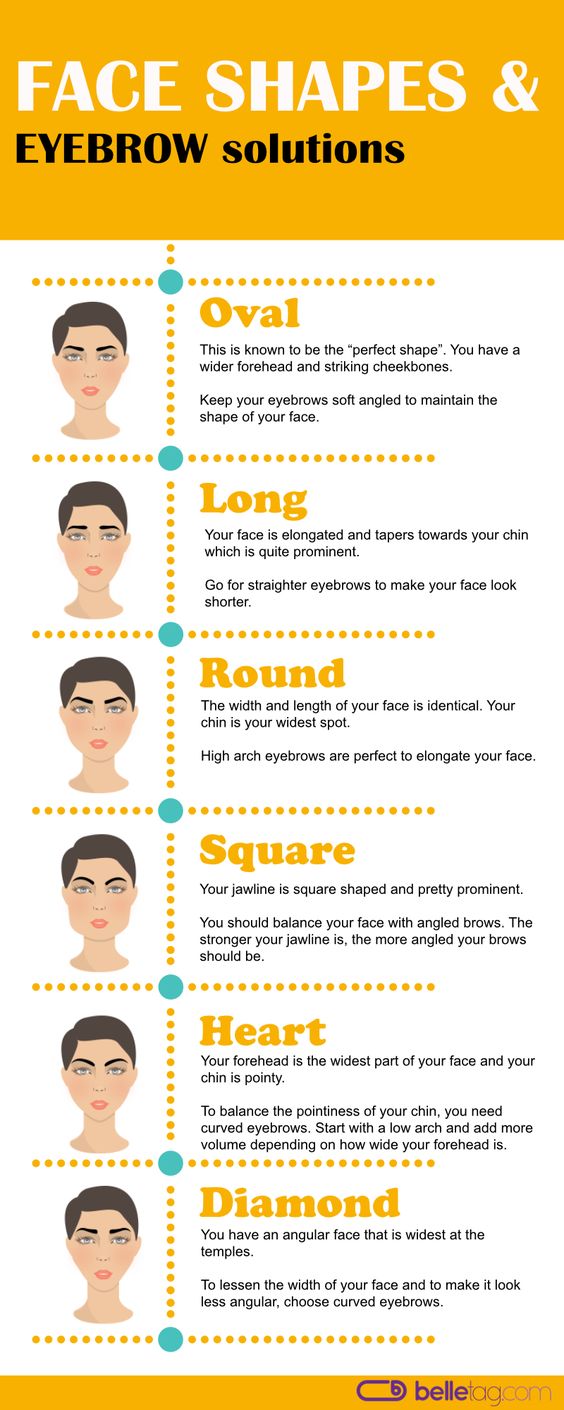 FACE SHAPES &
EYEBROW solutions
Oval
This is known to be the “perfect shape”. You have a
wider forehead and striking cheekbones.
Keep your eyebrows soft angled to maintain the
shape of your face.
Long
Your face is elongated and tapers towards your chin
which is quite prominent.
Go for straighter eyebrows to make your face look
shorter.
Round
The width and length of your face is identical. Your
chin is your widest spot.
High arch eyebrows are perfect to elongate your face.
Square
Your jawline is square shaped and pretty prominent.
You should balance your face with angled brows. The
stronger your jawline is, the more angled your brows
should be.
Heart
Your forehead is the widest part of your face and your
chin is pointy.
To balance the pointiness of your chin, you need
curved eyebrows. Start with a low arch and add more
volume depending on how wide your forehead is.
Diamond
You have an angular face that is widest at the
temples.
To lessen the width of your face and to make it look
less angular, choose curved eyebrows.
belletag.com